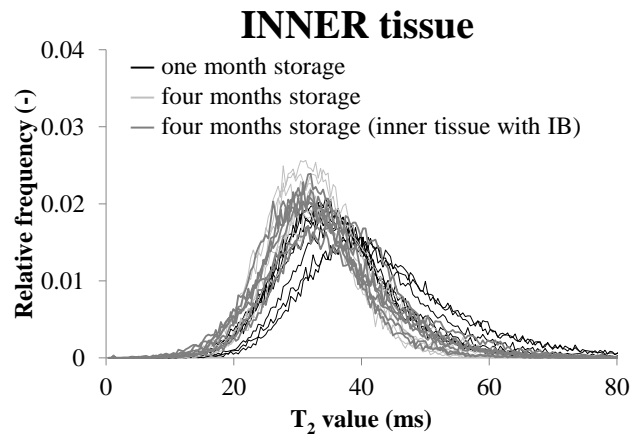 INNER tissue
0.04
one month storage
four months storage
0.03
four months storage (inner tissue with IB)
Relative frequency (-)
0.02
0.01
0
0 20 40 60 80
T₂ value (ms)